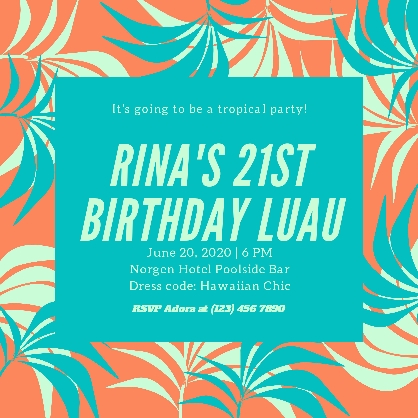 It's going to be a tropical party!
RINA'S 21ST
BIRTHDAY LUAU
June 20, 2020 | 6 PM
Norgen Hotel Poolside Bar
Dress code: Hawaiian Chic
RSVP Adora at (123) 456 7890